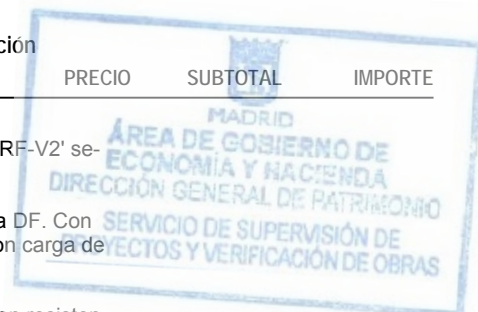 ción
PRECIO SUBTOTAL IMPORTE
MADRID
RF-V2' se-
ÁREA DE GOBIERNO DE
ECONOMÍA Y HACIENDA
DIRECCIÓN GENERAL DE PATRIMONIO
a DF. Con
SERVICIO DE SUPERVISIÓN DE
on carga de
PROYECTOS Y VERIFICACIÓN DE OBRAS